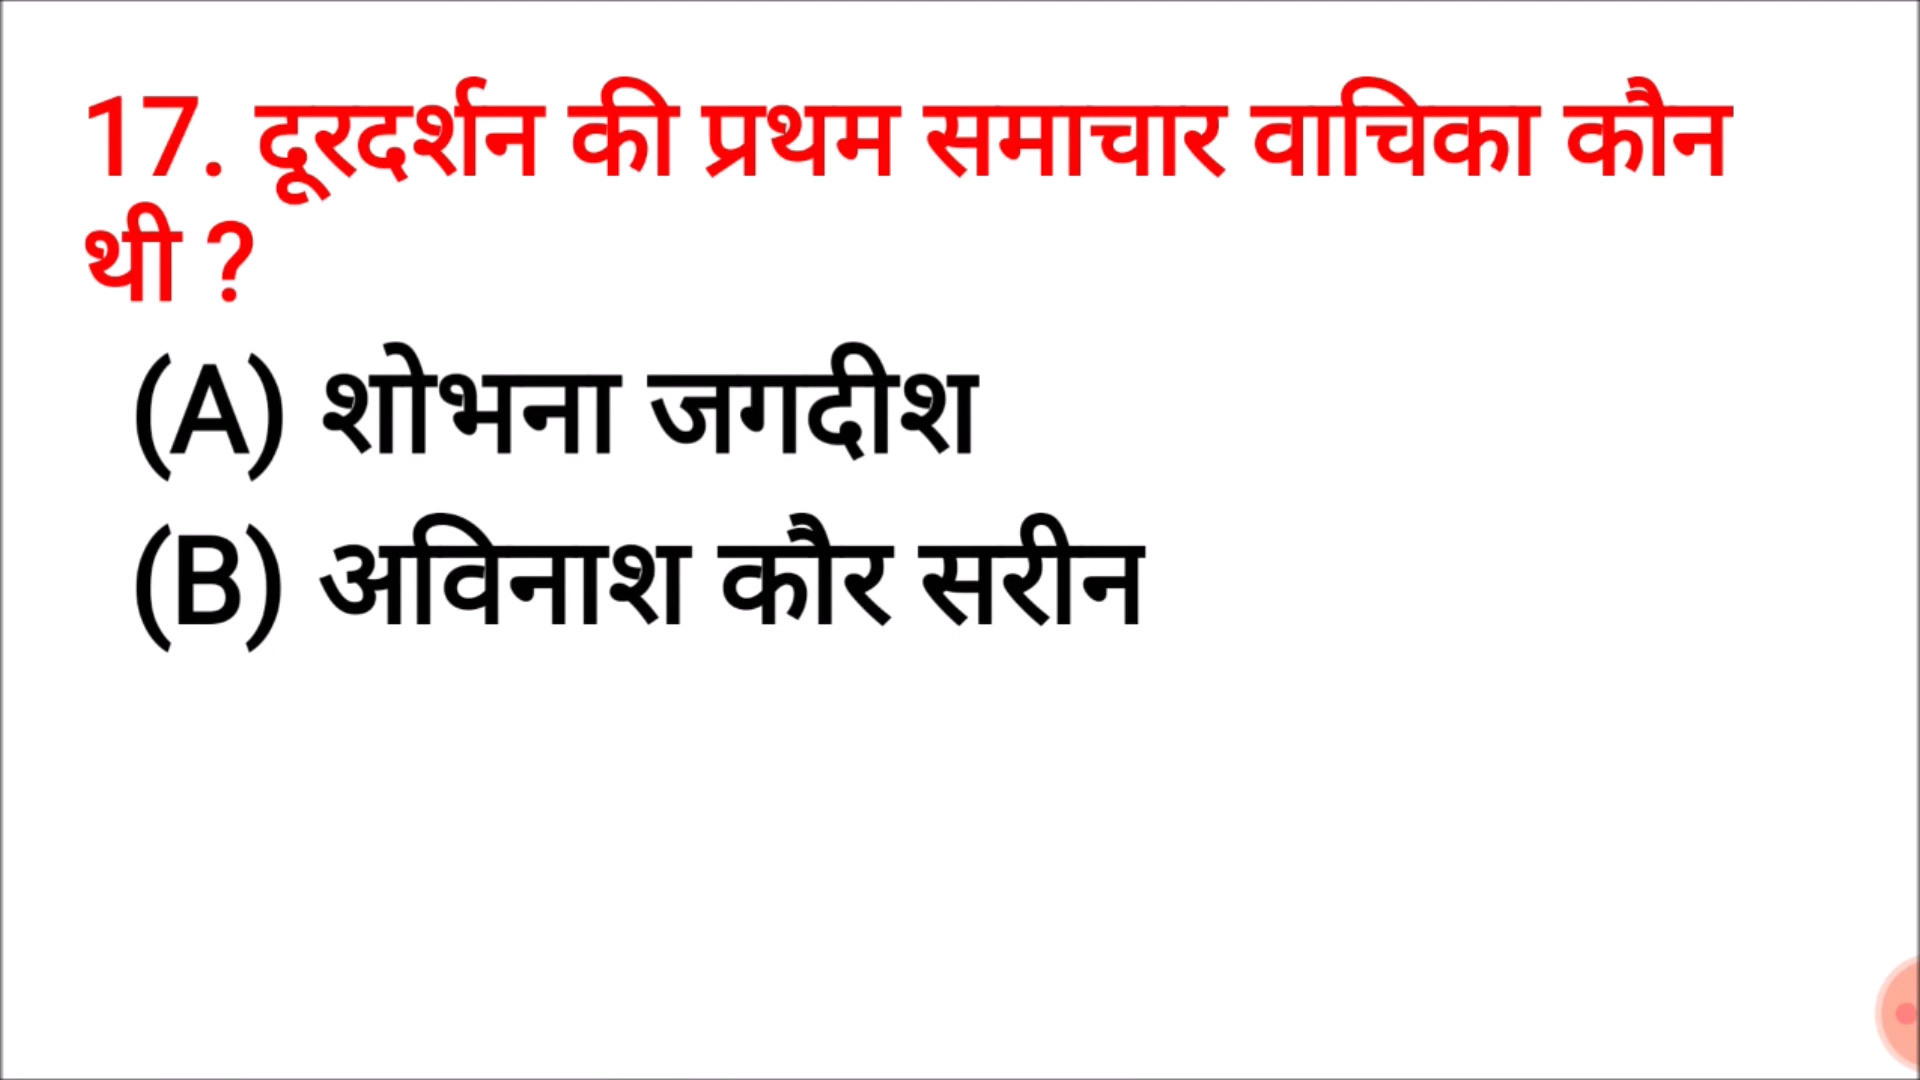 17. दूरदर्शन की प्रथम समाचार वाचिका कौन
थी ?
(A) शोभना जगदीश
(B) अविनाश कौर सरीन